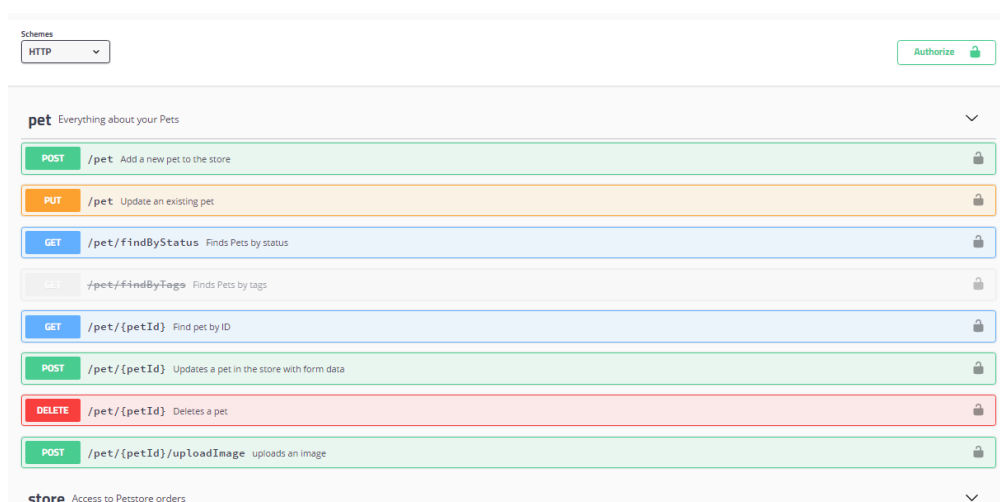 Schemes
HTTP
Authorize
pet Everything about your Pets
POST /pet Add a new pet to the store
PUT /pet Update an existing pet
GET /pet/findByStatus Finds Pets by status
GET /pet/findByTags Finds Pets by tags
GET /pet/{petId} Find pet by ID
POST /pet/{petId} Updates a pet in the store with form data
DELETE /pet/{petId} Deletes a pet
POST /pet/{petId}/uploadImage uploads an image
store Access to Petstore orders